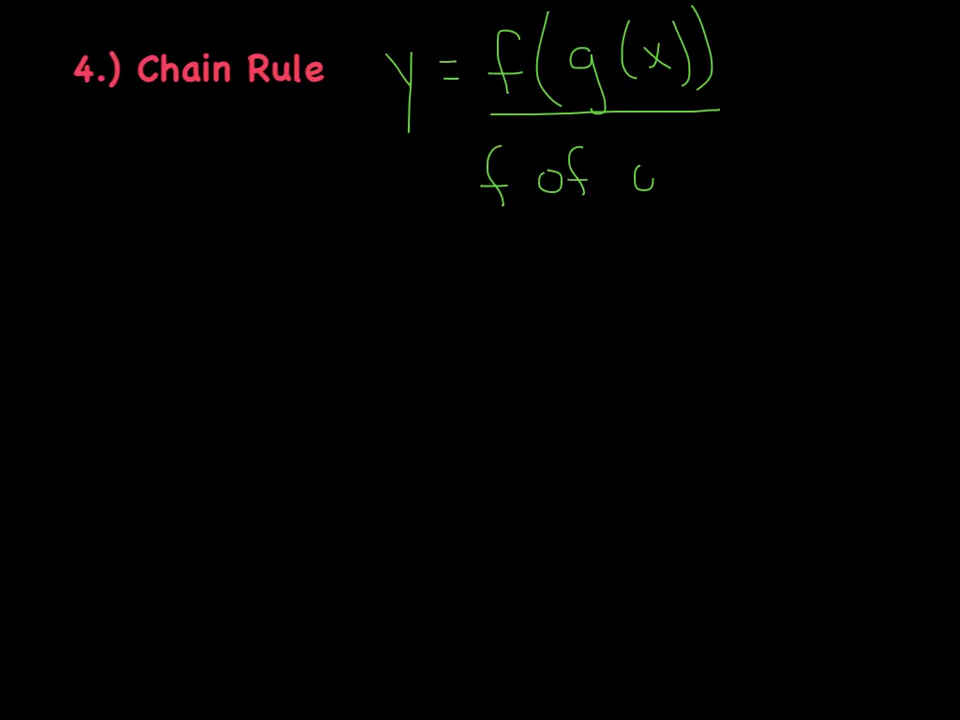 4.) Chain Rule y = f(g(x))
f of